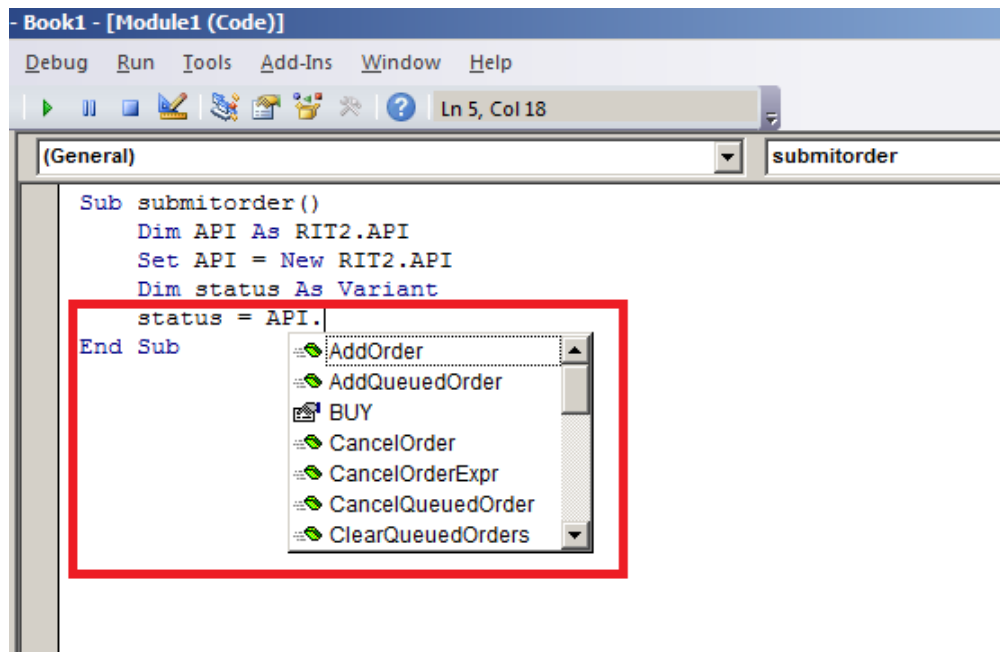 - Book1 - [Module1 (Code)]
Debug Run Tools Add-Ins Window Help
Ln 5, Col 18
(General) submitorder
Sub submitorder()
Dim API As RIT2.API
Set API = New RIT2.API
Dim status As Variant
status = API.
End Sub
AddOrder
AddQueuedOrder
BUY
CancelOrder
CancelOrderExpr
CancelQueuedOrder
ClearQueuedOrders